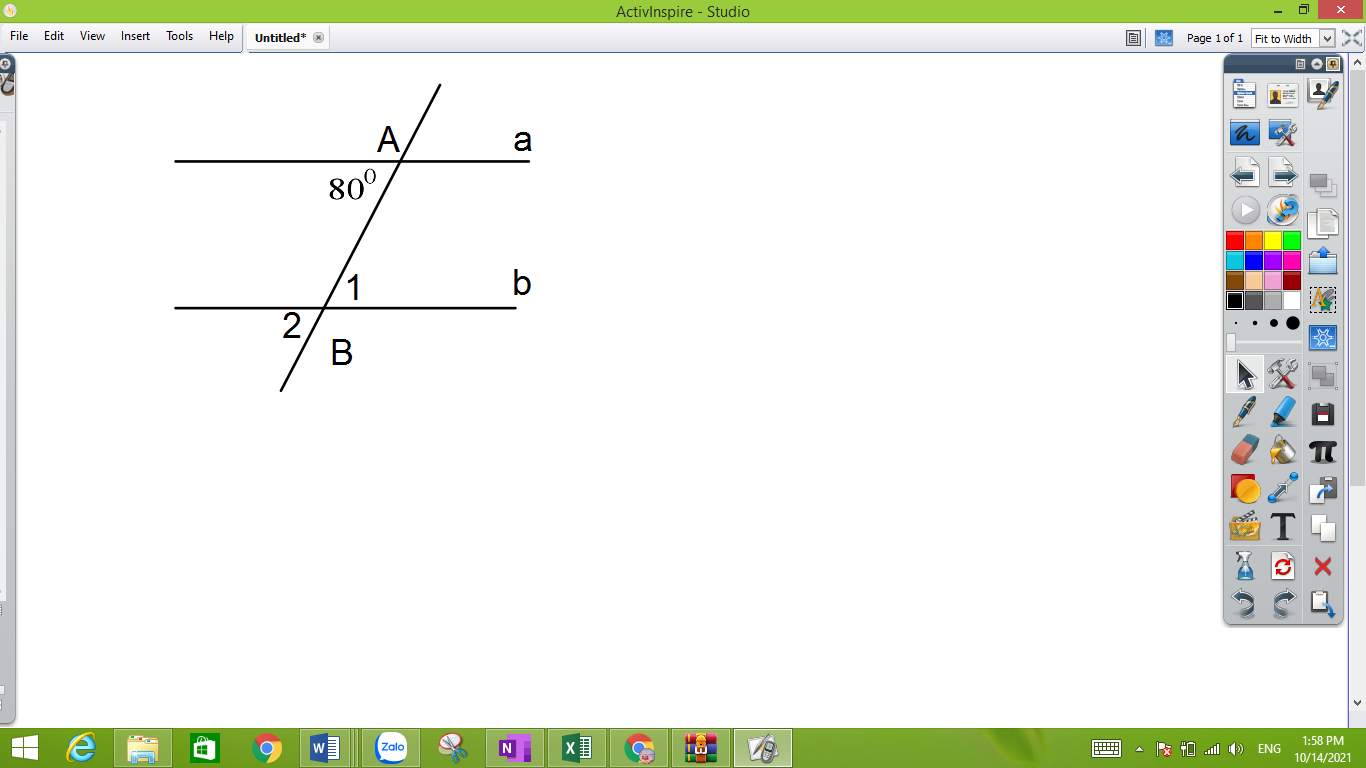 ActivInspire - Studio
File Edit View Insert Tools Help Untitled* Page 1 of 1 Fit to Width
A a
80⁰
1 b
2
B
Zalo
ENG 1:58 PM
10/14/2021